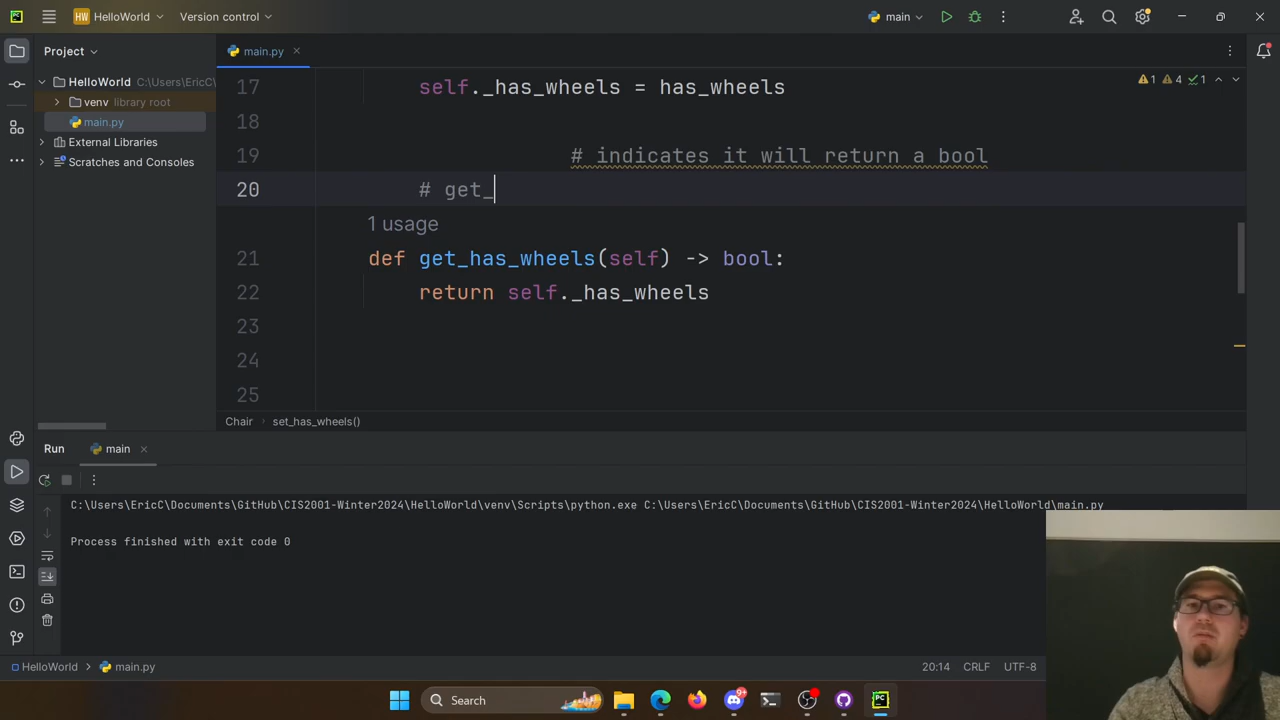 HW HelloWorld Version control main
Project main.py
HelloWorld C:\Users\EricC\
venv library root
main.py
External Libraries
Scratches and Consoles
1 4 1
17 self._has_wheels = has_wheels
18
19 # indicates it will return a bool
20 # get_
1 usage
21 def get_has_wheels(self) -> bool:
22 return self._has_wheels
23
24
25
Chair set_has_wheels()
Run main
C:\Users\EricC\Documents\GitHub\CIS2001-Winter2024\HelloWorld\venv\Scripts\python.exe C:\Users\EricC\Documents\GitHub\CIS2001-Winter2024\HelloWorld\main.py
Process finished with exit code 0
HelloWorld main.py 20:14 CRLF UTF-8
Search